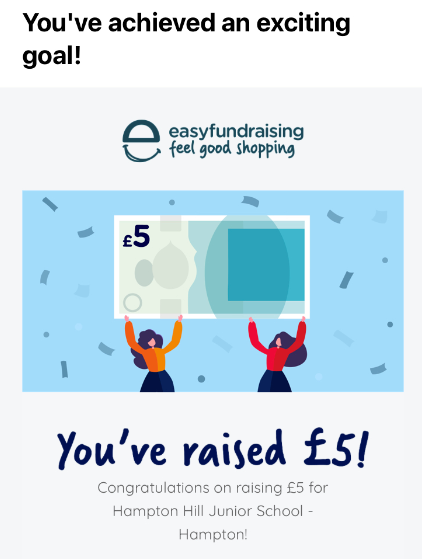 You've achieved an exciting
goal!
easyfundraising
feel good shopping
£5
You've raised £5!
Congratulations on raising £5 for
Hampton Hill Junior School -
Hampton!